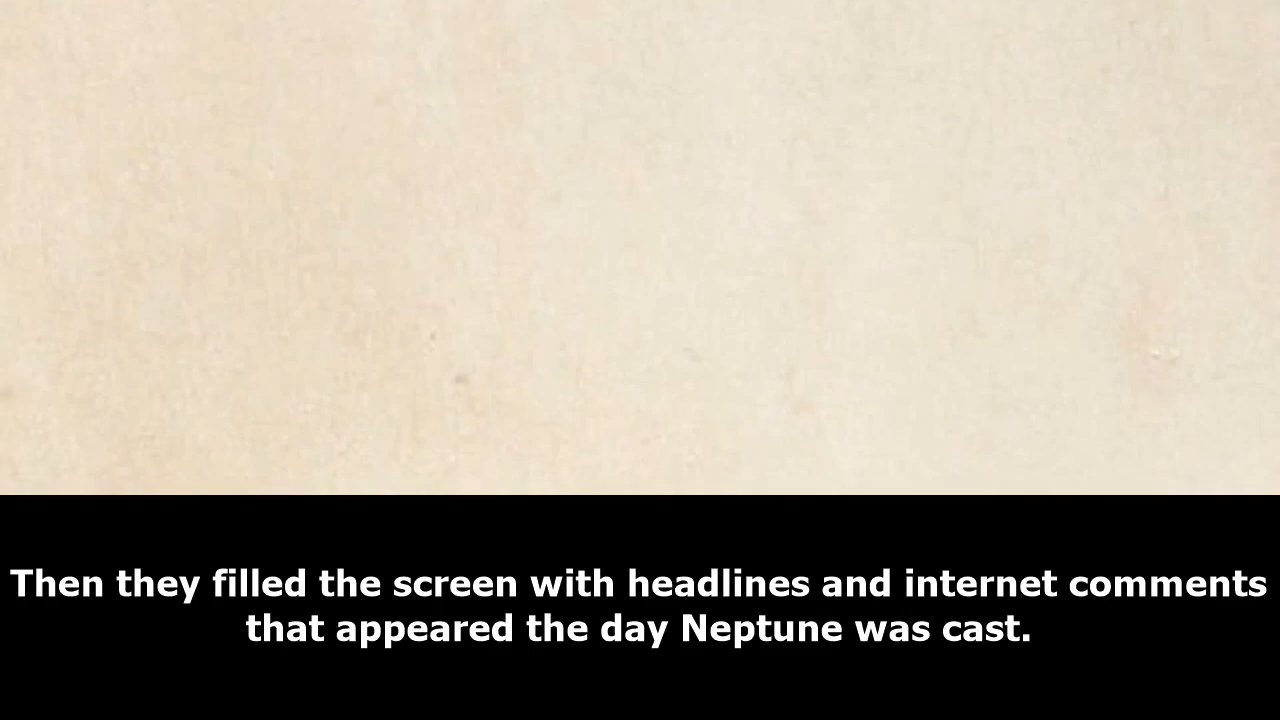 Then they filled the screen with headlines and internet comments
that appeared the day Neptune was cast.